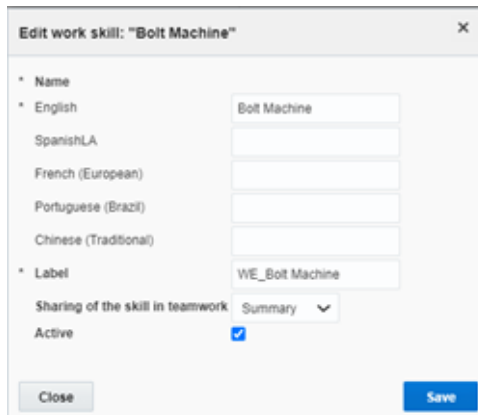 Edit work skill: "Bolt Machine" ×
* Name
* English Bolt Machine
SpanishLA
French (European)
Portuguese (Brazil)
Chinese (Traditional)
* Label WE_Bolt Machine
Sharing of the skill in teamwork Summary
Active
Close Save